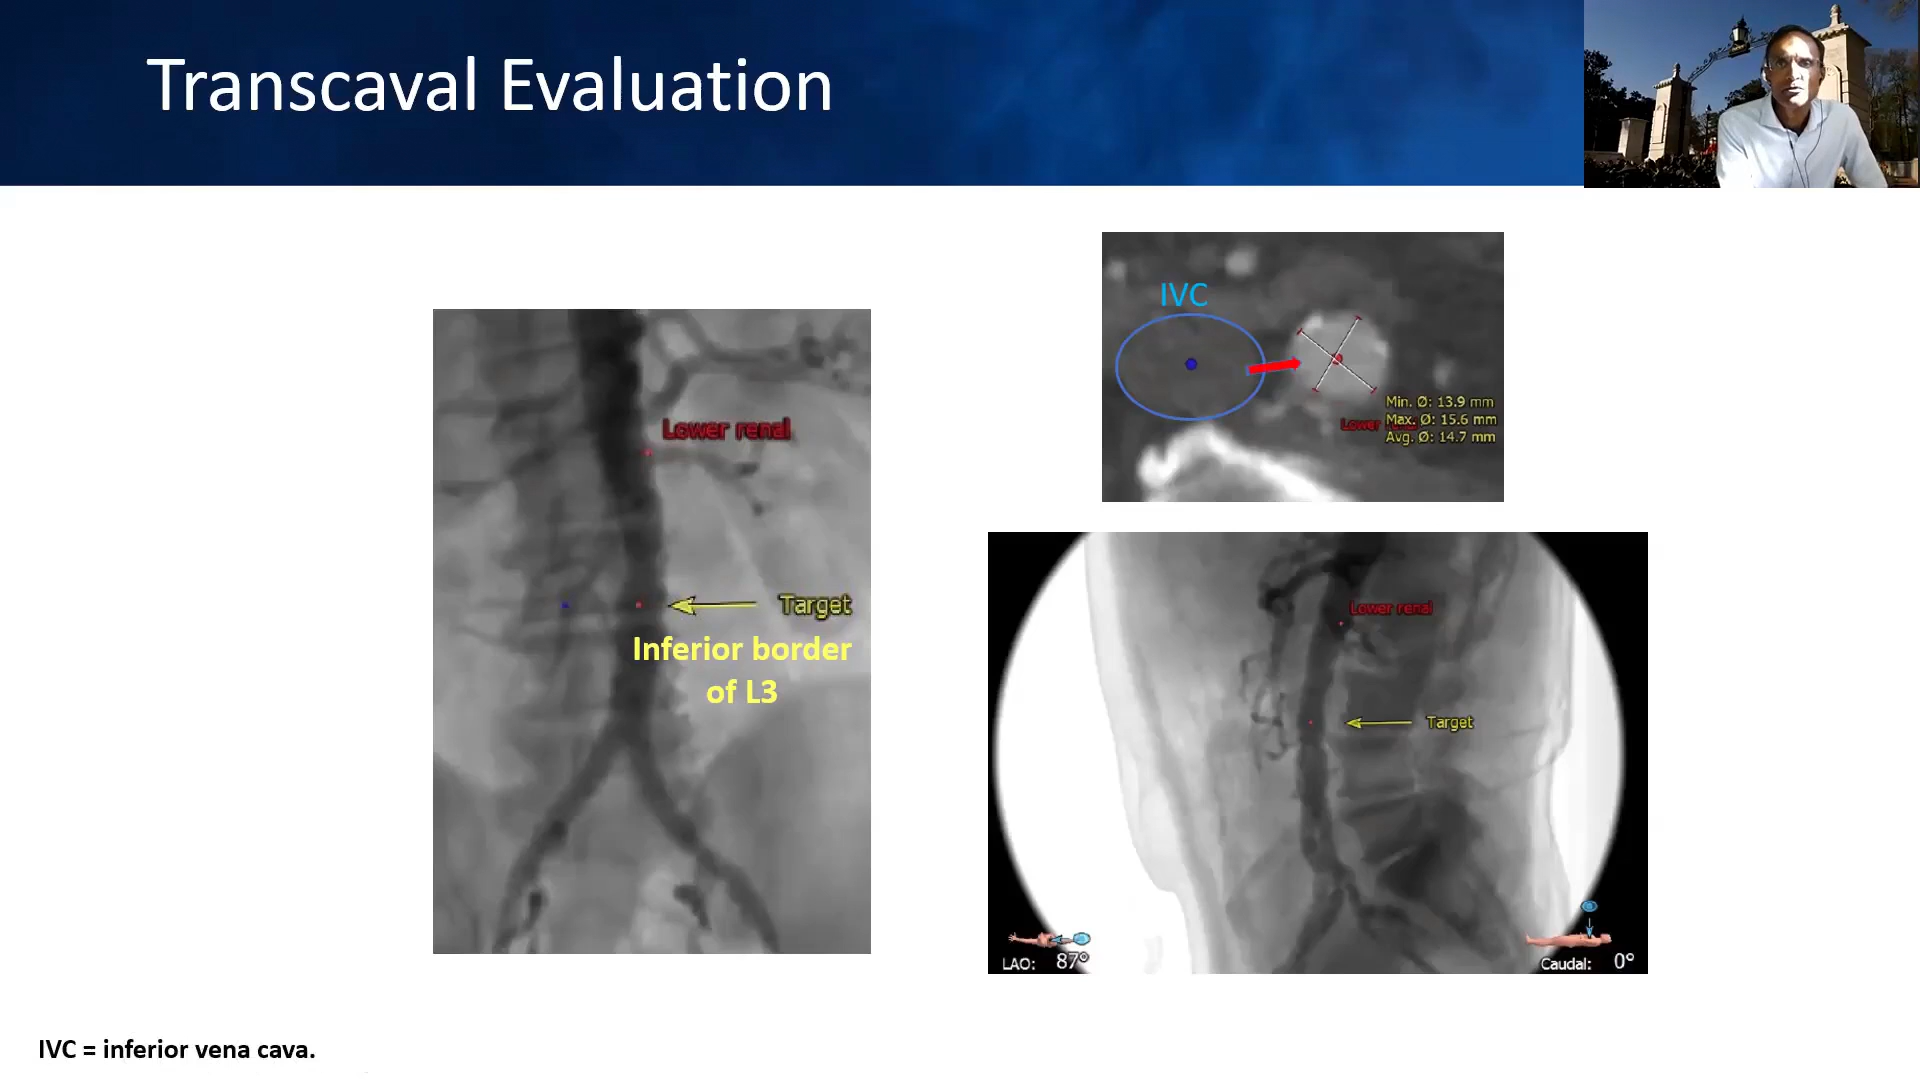 Transcaval Evaluation
Lower renal
Target
Inferior border
of L3
IVC
Min. Ø: 13.9 mm
Max. Ø: 15.6 mm
Avg. Ø: 14.7 mm
Lower
Lower renal
Target
LAO: 87°
Caudal: 0°
IVC = inferior vena cava.